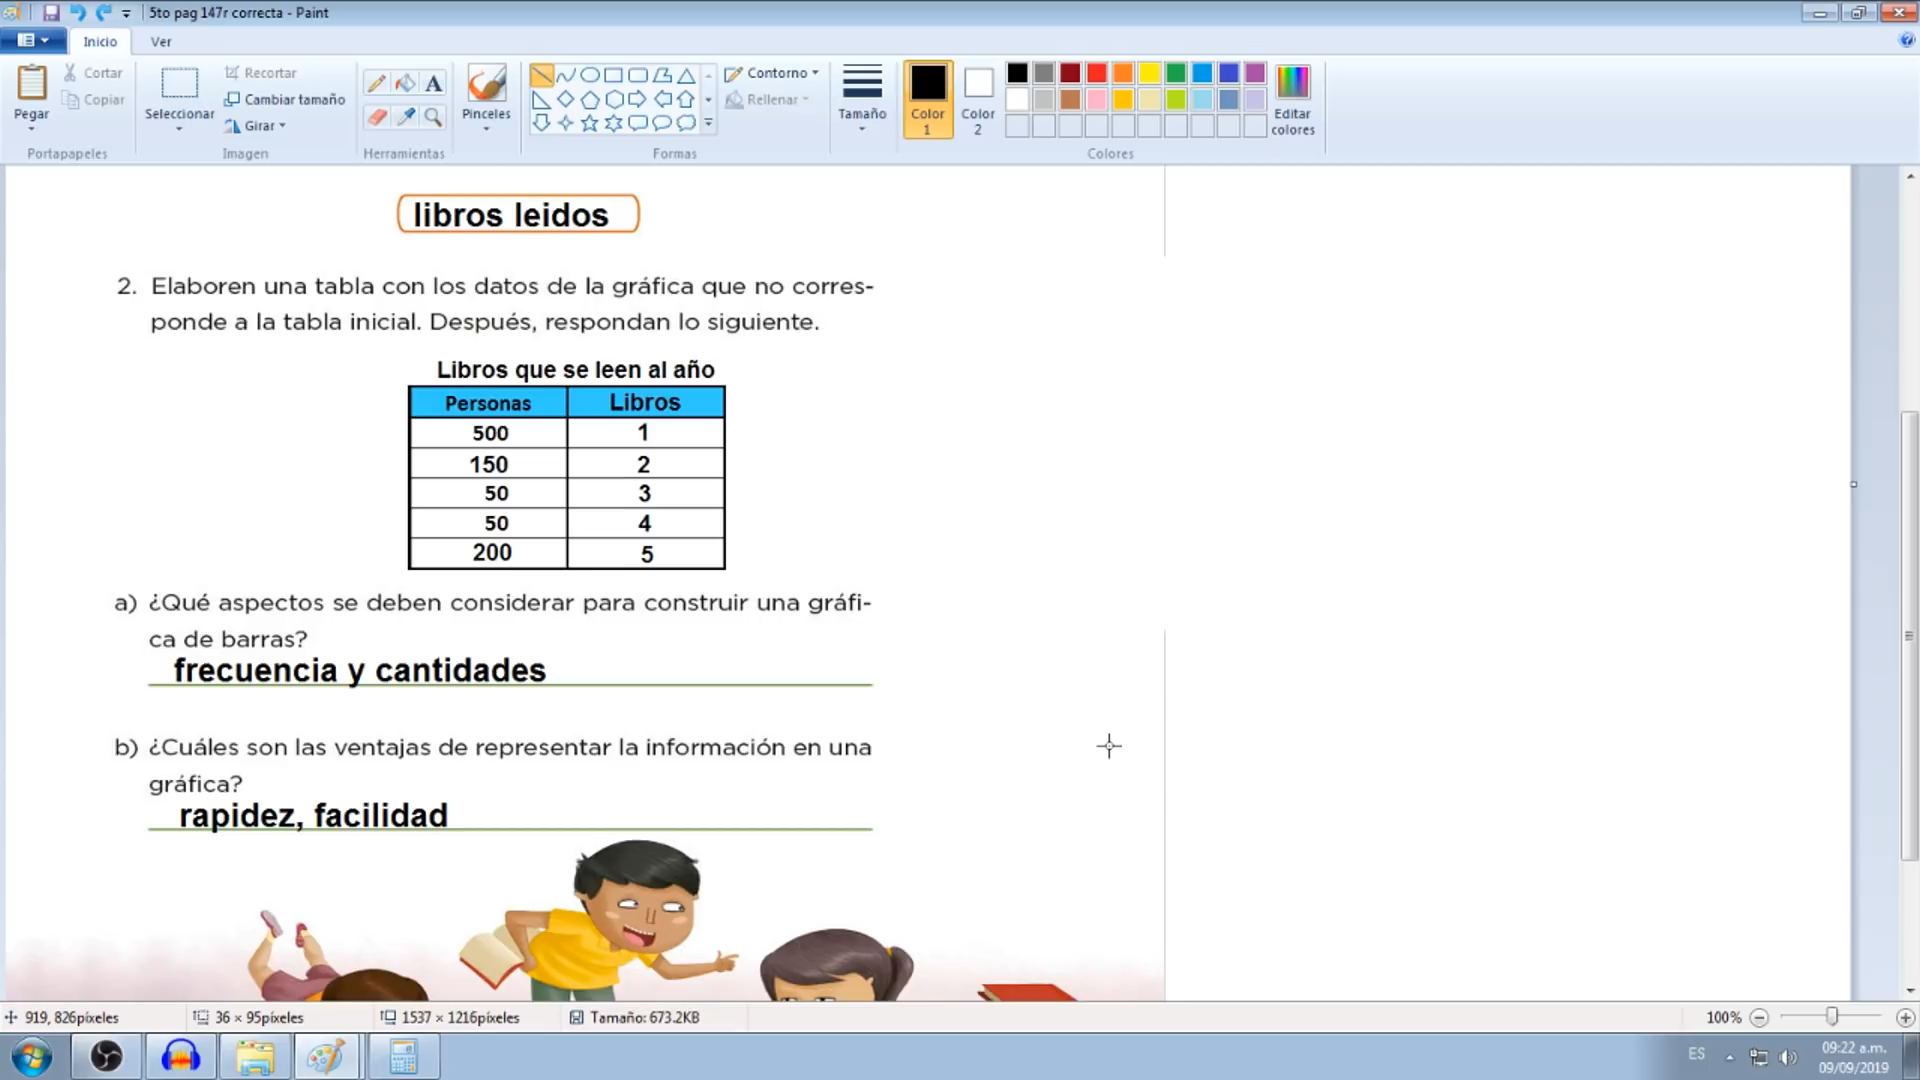 5to pag 147r correcta - Paint
Inicio
Ver
Pegar
Cortar
Copiar
Portapapeles
Seleccionar
Recortar
Cambiar tamaño
Girar
Imagen
A
Herramientas
Pinceles
Contorno
Rellenar
Formas
Tamaño
Color 1
Color 2
Editar colores
Colores
libros leidos
2. Elaboren una tabla con los datos de la gráfica que no corres-
ponde a la tabla inicial. Después, respondan lo siguiente.
Libros que se leen al año
Personas Libros
500 1
150 2
50 3
50 4
200 5
a) ¿Qué aspectos se deben considerar para construir una gráfi-
ca de barras?
frecuencia y cantidades
b) ¿Cuáles son las ventajas de representar la información en una
gráfica?
rapidez, facilidad
919, 826píxeles
36 × 95píxeles
1537 × 1216píxeles
Tamaño: 673.2KB
100%
ES
09:22 a.m.
09/09/2019